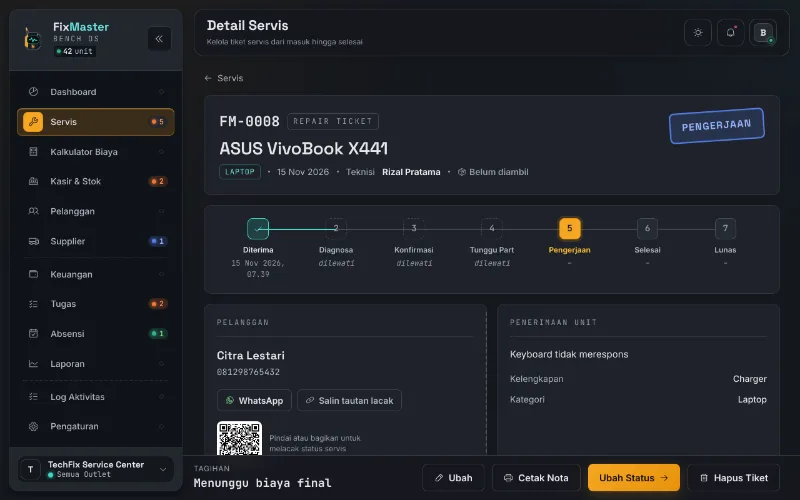 FixMaster
BENCH OS
42 unit
Dashboard
Servis
5
Kalkulator Biaya
Kasir & Stok
2
Pelanggan
Supplier
1
Keuangan
Tugas
2
Absensi
1
Laporan
Log Aktivitas
Pengaturan
T
TechFix Service Center
Semua Outlet
Detail Servis
Kelola tiket servis dari masuk hingga selesai
B
← Servis
FM-0008
REPAIR TICKET
ASUS VivoBook X441
LAPTOP • 15 Nov 2026 • Teknisi Rizal Pratama • Belum diambil
PENGERJAAN
2 3 4 5 6 7
Diterima Diagnosa Konfirmasi Tunggu Part Pengerjaan Selesai Lunas
15 Nov 2026, dilewati dilewati dilewati – – –
07.39
PELANGGAN
Citra Lestari
081298765432
WhatsApp
Salin tautan lacak
Pindai atau bagikan untuk
melacak status servis
PENERIMAAN UNIT
Keyboard tidak merespons
Kelengkapan Charger
Kategori Laptop
TAGIHAN
Menunggu biaya final
Ubah
Cetak Nota
Ubah Status →
Hapus Tiket